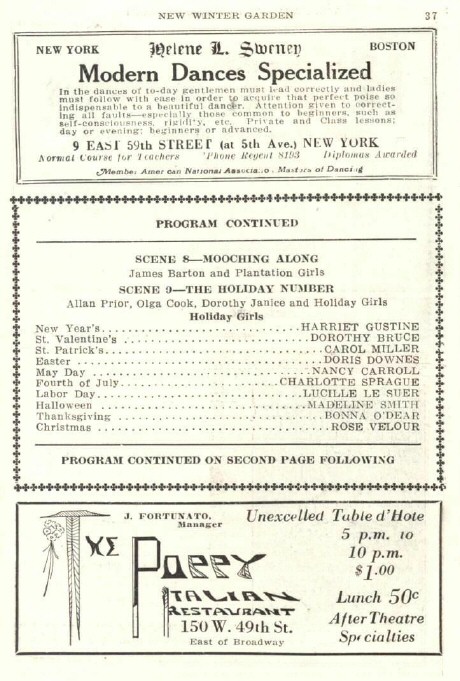 NEW WINTER GARDEN 37
NEW YORK Helene L. Sweney BOSTON
Modern Dances Specialized
In the dances of to-day gentlemen must lead correctly and ladies
must follow with ease in order to acquire that perfect poise so
indispensable to a beautiful dancer. Attention given to correct-
ing all faults—especially those common to beginners, such as
self-consciousness, rigidity, etc. Private and Class lessons;
day or evening; beginners or advanced.
9 EAST 59th STREET (at 5th Ave.) NEW YORK
Normal Course for Teachers 'Phone Regent 8193 Diplomas Awarded
Member American National Associatio. Masters of Dancing
PROGRAM CONTINUED
SCENE 8—MOOCHING ALONG
James Barton and Plantation Girls
SCENE 9—THE HOLIDAY NUMBER
Allan Prior, Olga Cook, Dorothy Janice and Holiday Girls
Holiday Girls
New Year's HARRIET GUSTINE
St. Valentine's DOROTHY BRUCE
St. Patrick's CAROL MILLER
Easter DORIS DOWNES
May Day NANCY CARROLL
Fourth of July CHARLOTTE SPRAGUE
Labor Day LUCILLE LE SUER
Halloween MADELINE SMITH
Thanksgiving BONNA O'DEAR
Christmas ROSE VELOUR
PROGRAM CONTINUED ON SECOND PAGE FOLLOWING
J. FORTUNATO,
Manager
THE POPPY
ITALIAN
RESTAURANT
150 W. 49th St.
East of Broadway
Unexcelled Table d'Hote
5 p.m. to
10 p.m.
$1.00
Lunch 50c
After Theatre
Specialties